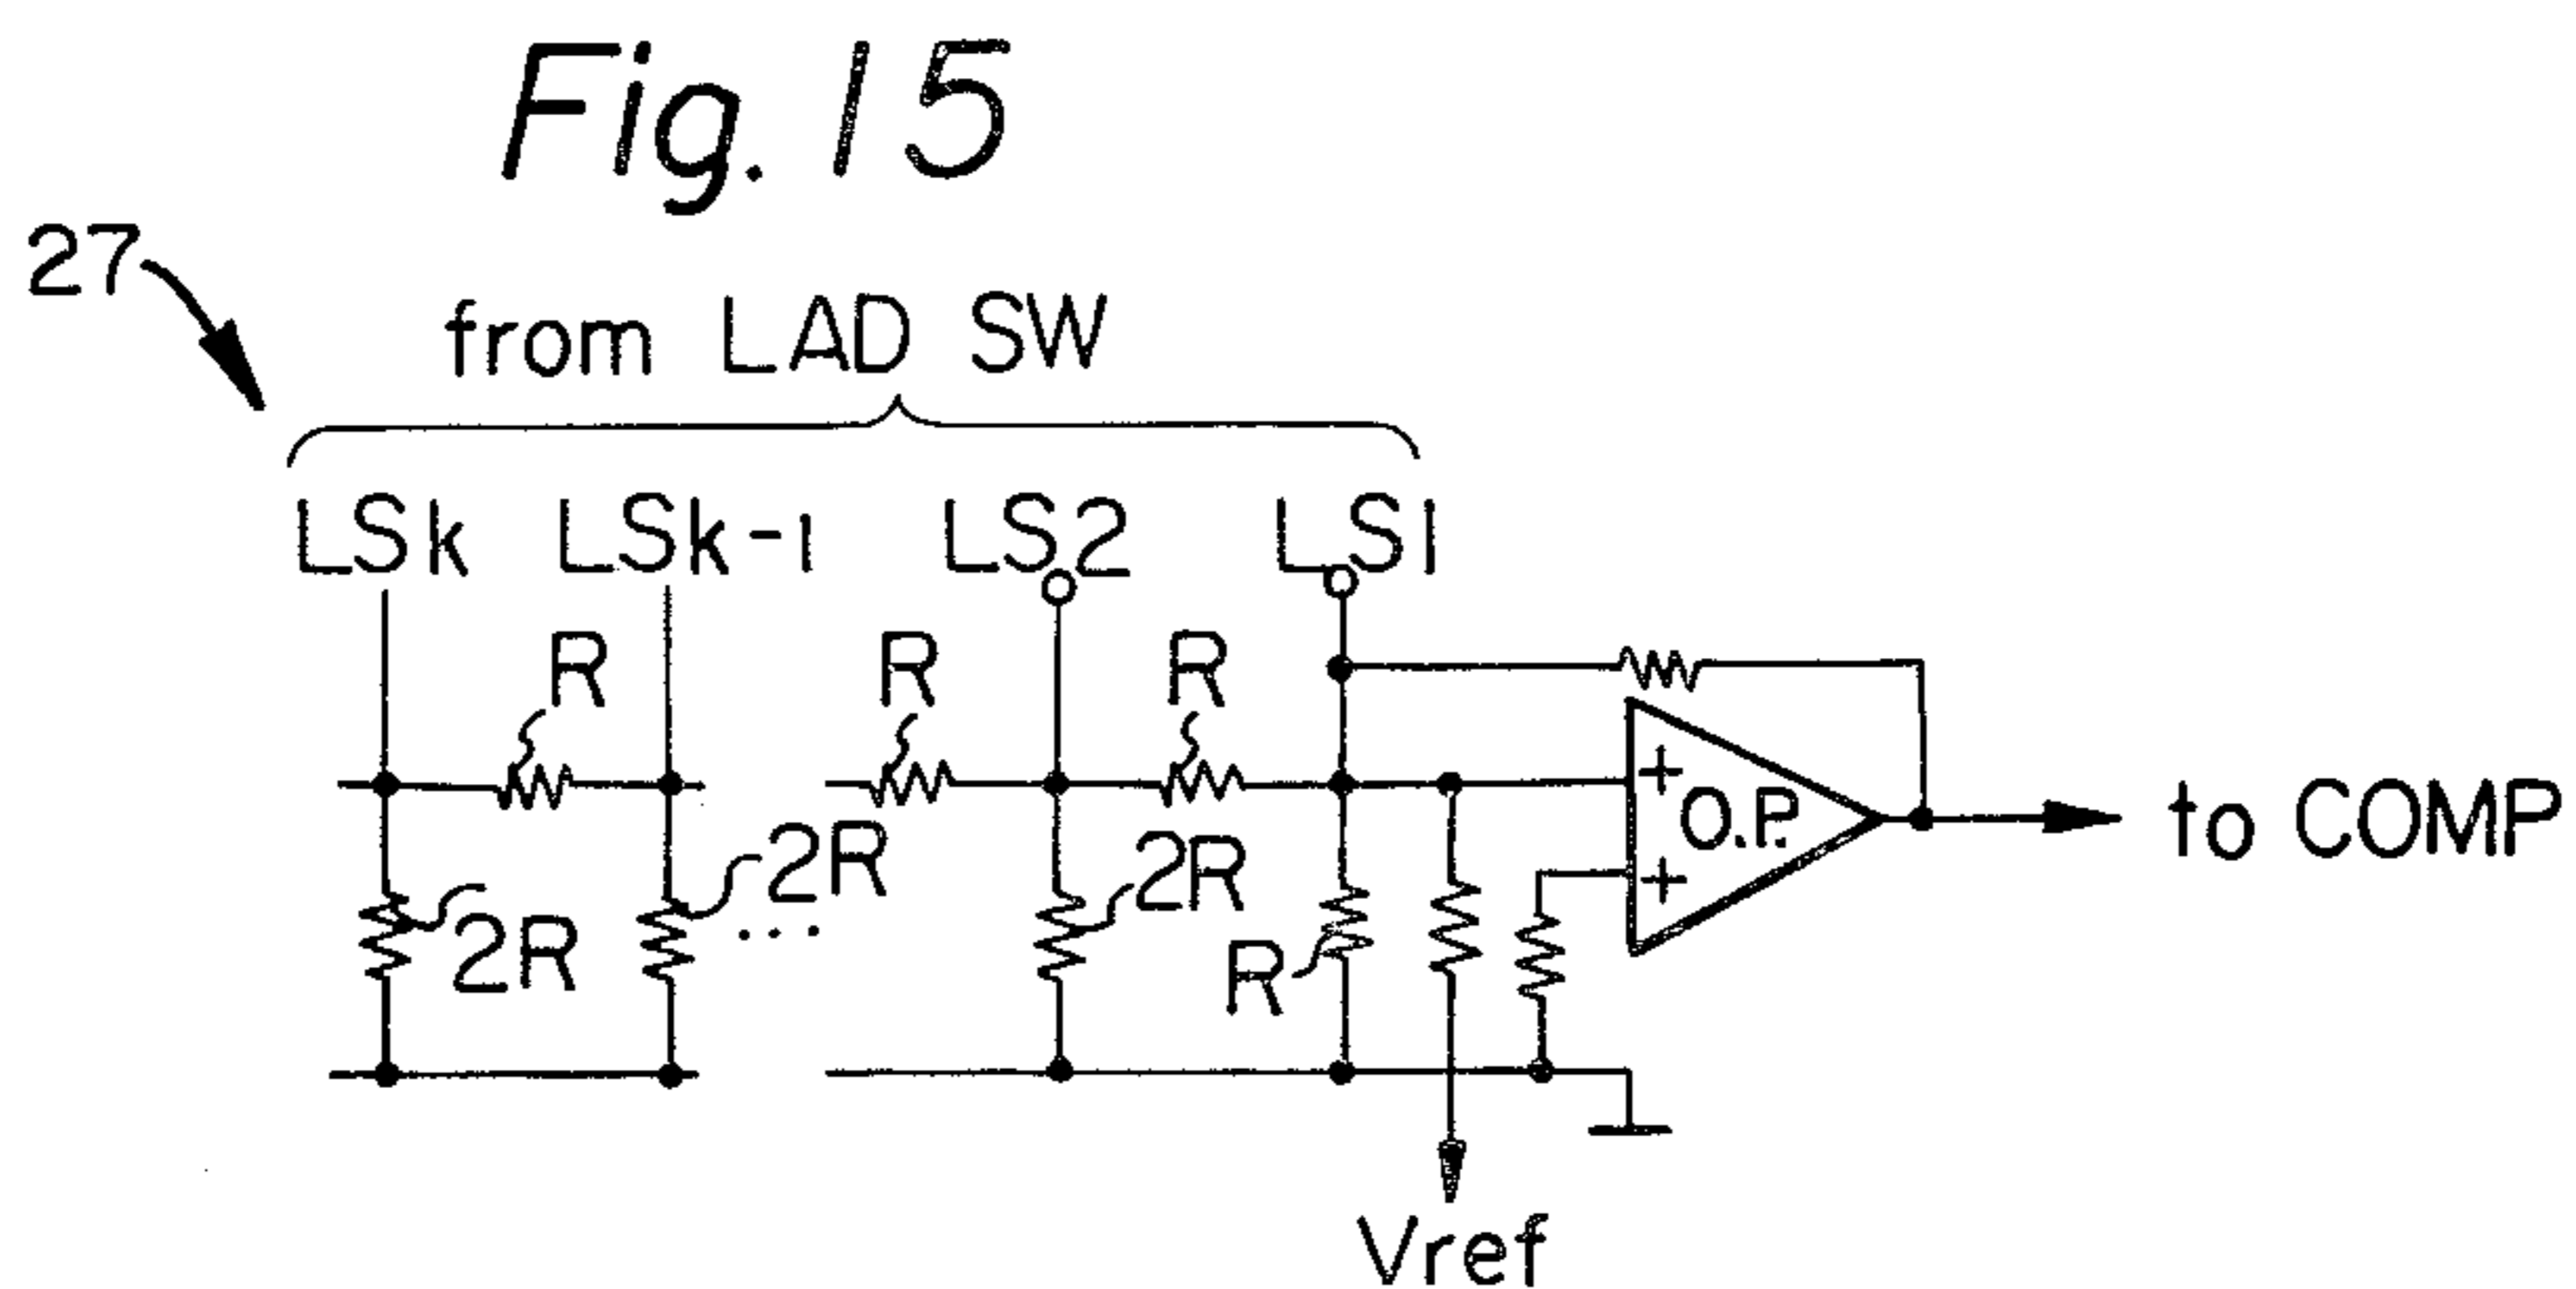 Fig. 15
27
from LAD SW
LSk LSk-1 LS2 LS1
R R R
+
O.P.
to COMP
+
2R 2R 2R R
...
Vref